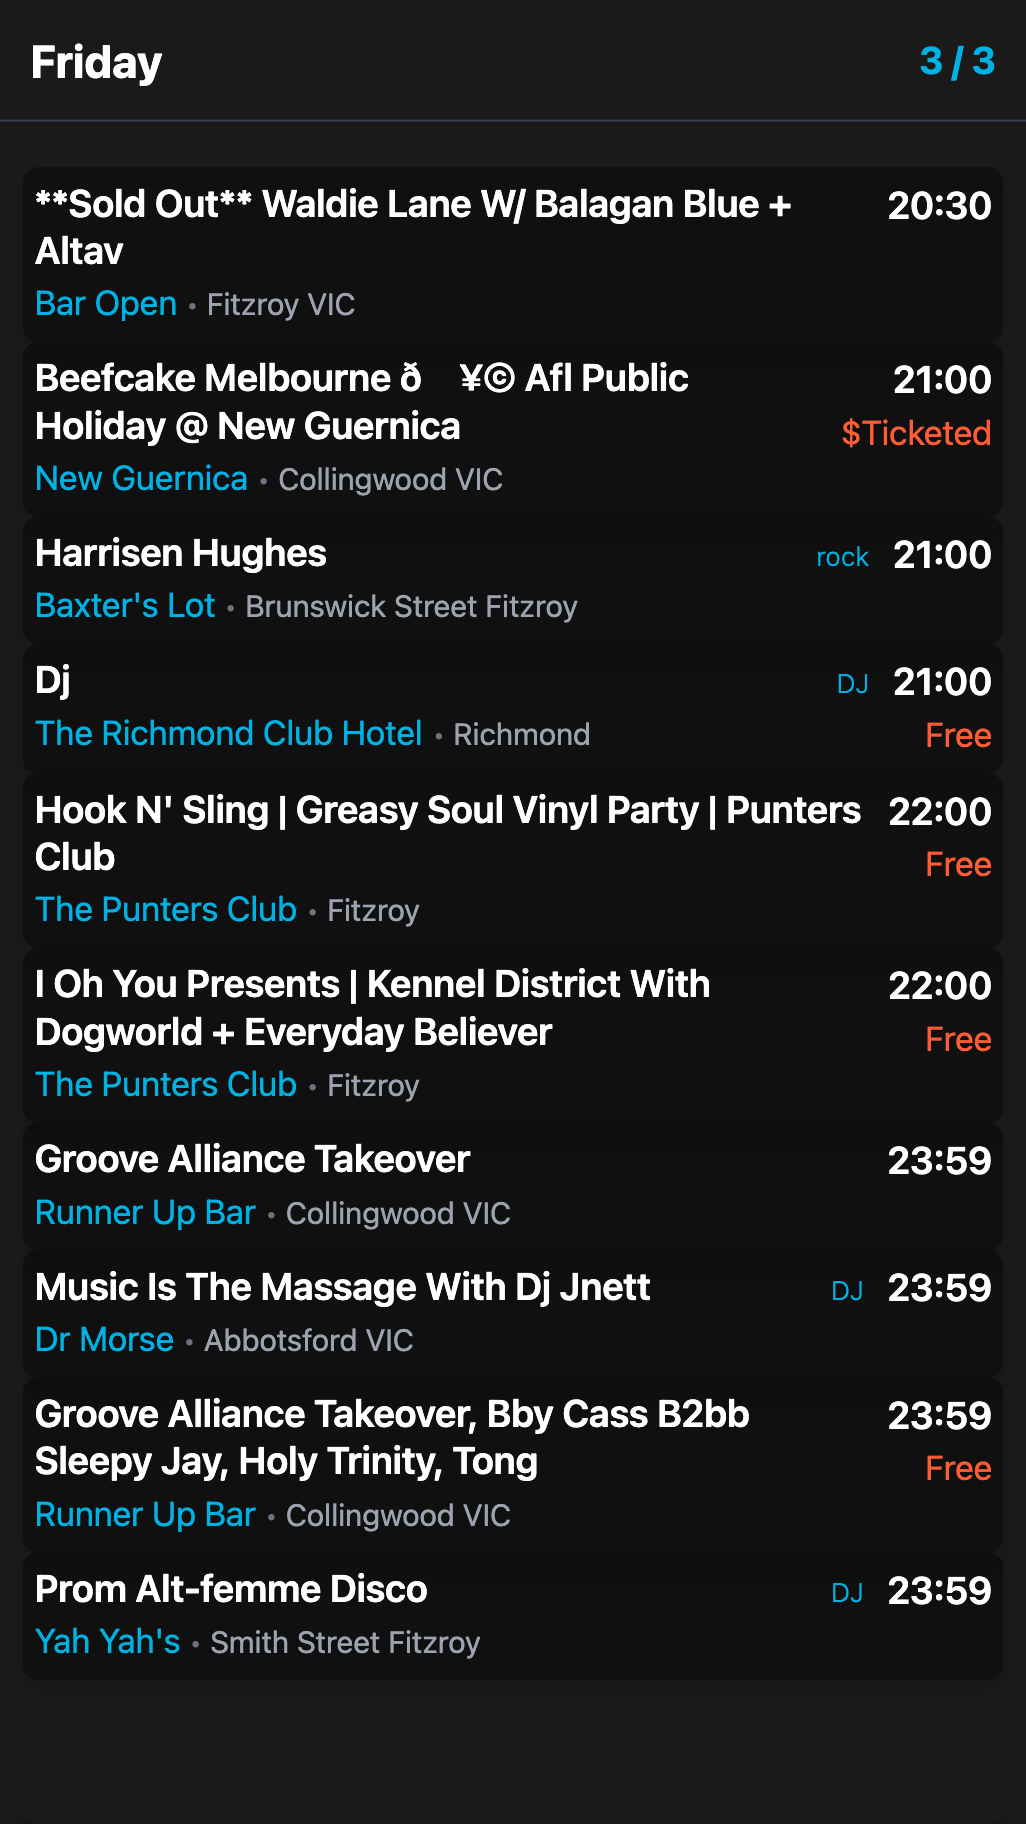 Friday
3 / 3
**Sold Out** Waldie Lane W/ Balagan Blue +
Altav
20:30
Bar Open • Fitzroy VIC
Beefcake Melbourne ð ¥© Afl Public
Holiday @ New Guernica
21:00
$Ticketed
New Guernica • Collingwood VIC
Harrisen Hughes
rock 21:00
Baxter's Lot • Brunswick Street Fitzroy
Dj
DJ 21:00
The Richmond Club Hotel • Richmond
Free
Hook N' Sling | Greasy Soul Vinyl Party | Punters
Club
22:00
Free
The Punters Club • Fitzroy
I Oh You Presents | Kennel District With
Dogworld + Everyday Believer
22:00
Free
The Punters Club • Fitzroy
Groove Alliance Takeover
23:59
Runner Up Bar • Collingwood VIC
Music Is The Massage With Dj Jnett
DJ 23:59
Dr Morse • Abbotsford VIC
Groove Alliance Takeover, Bby Cass B2bb
Sleepy Jay, Holy Trinity, Tong
23:59
Free
Runner Up Bar • Collingwood VIC
Prom Alt-femme Disco
DJ 23:59
Yah Yah's • Smith Street Fitzroy